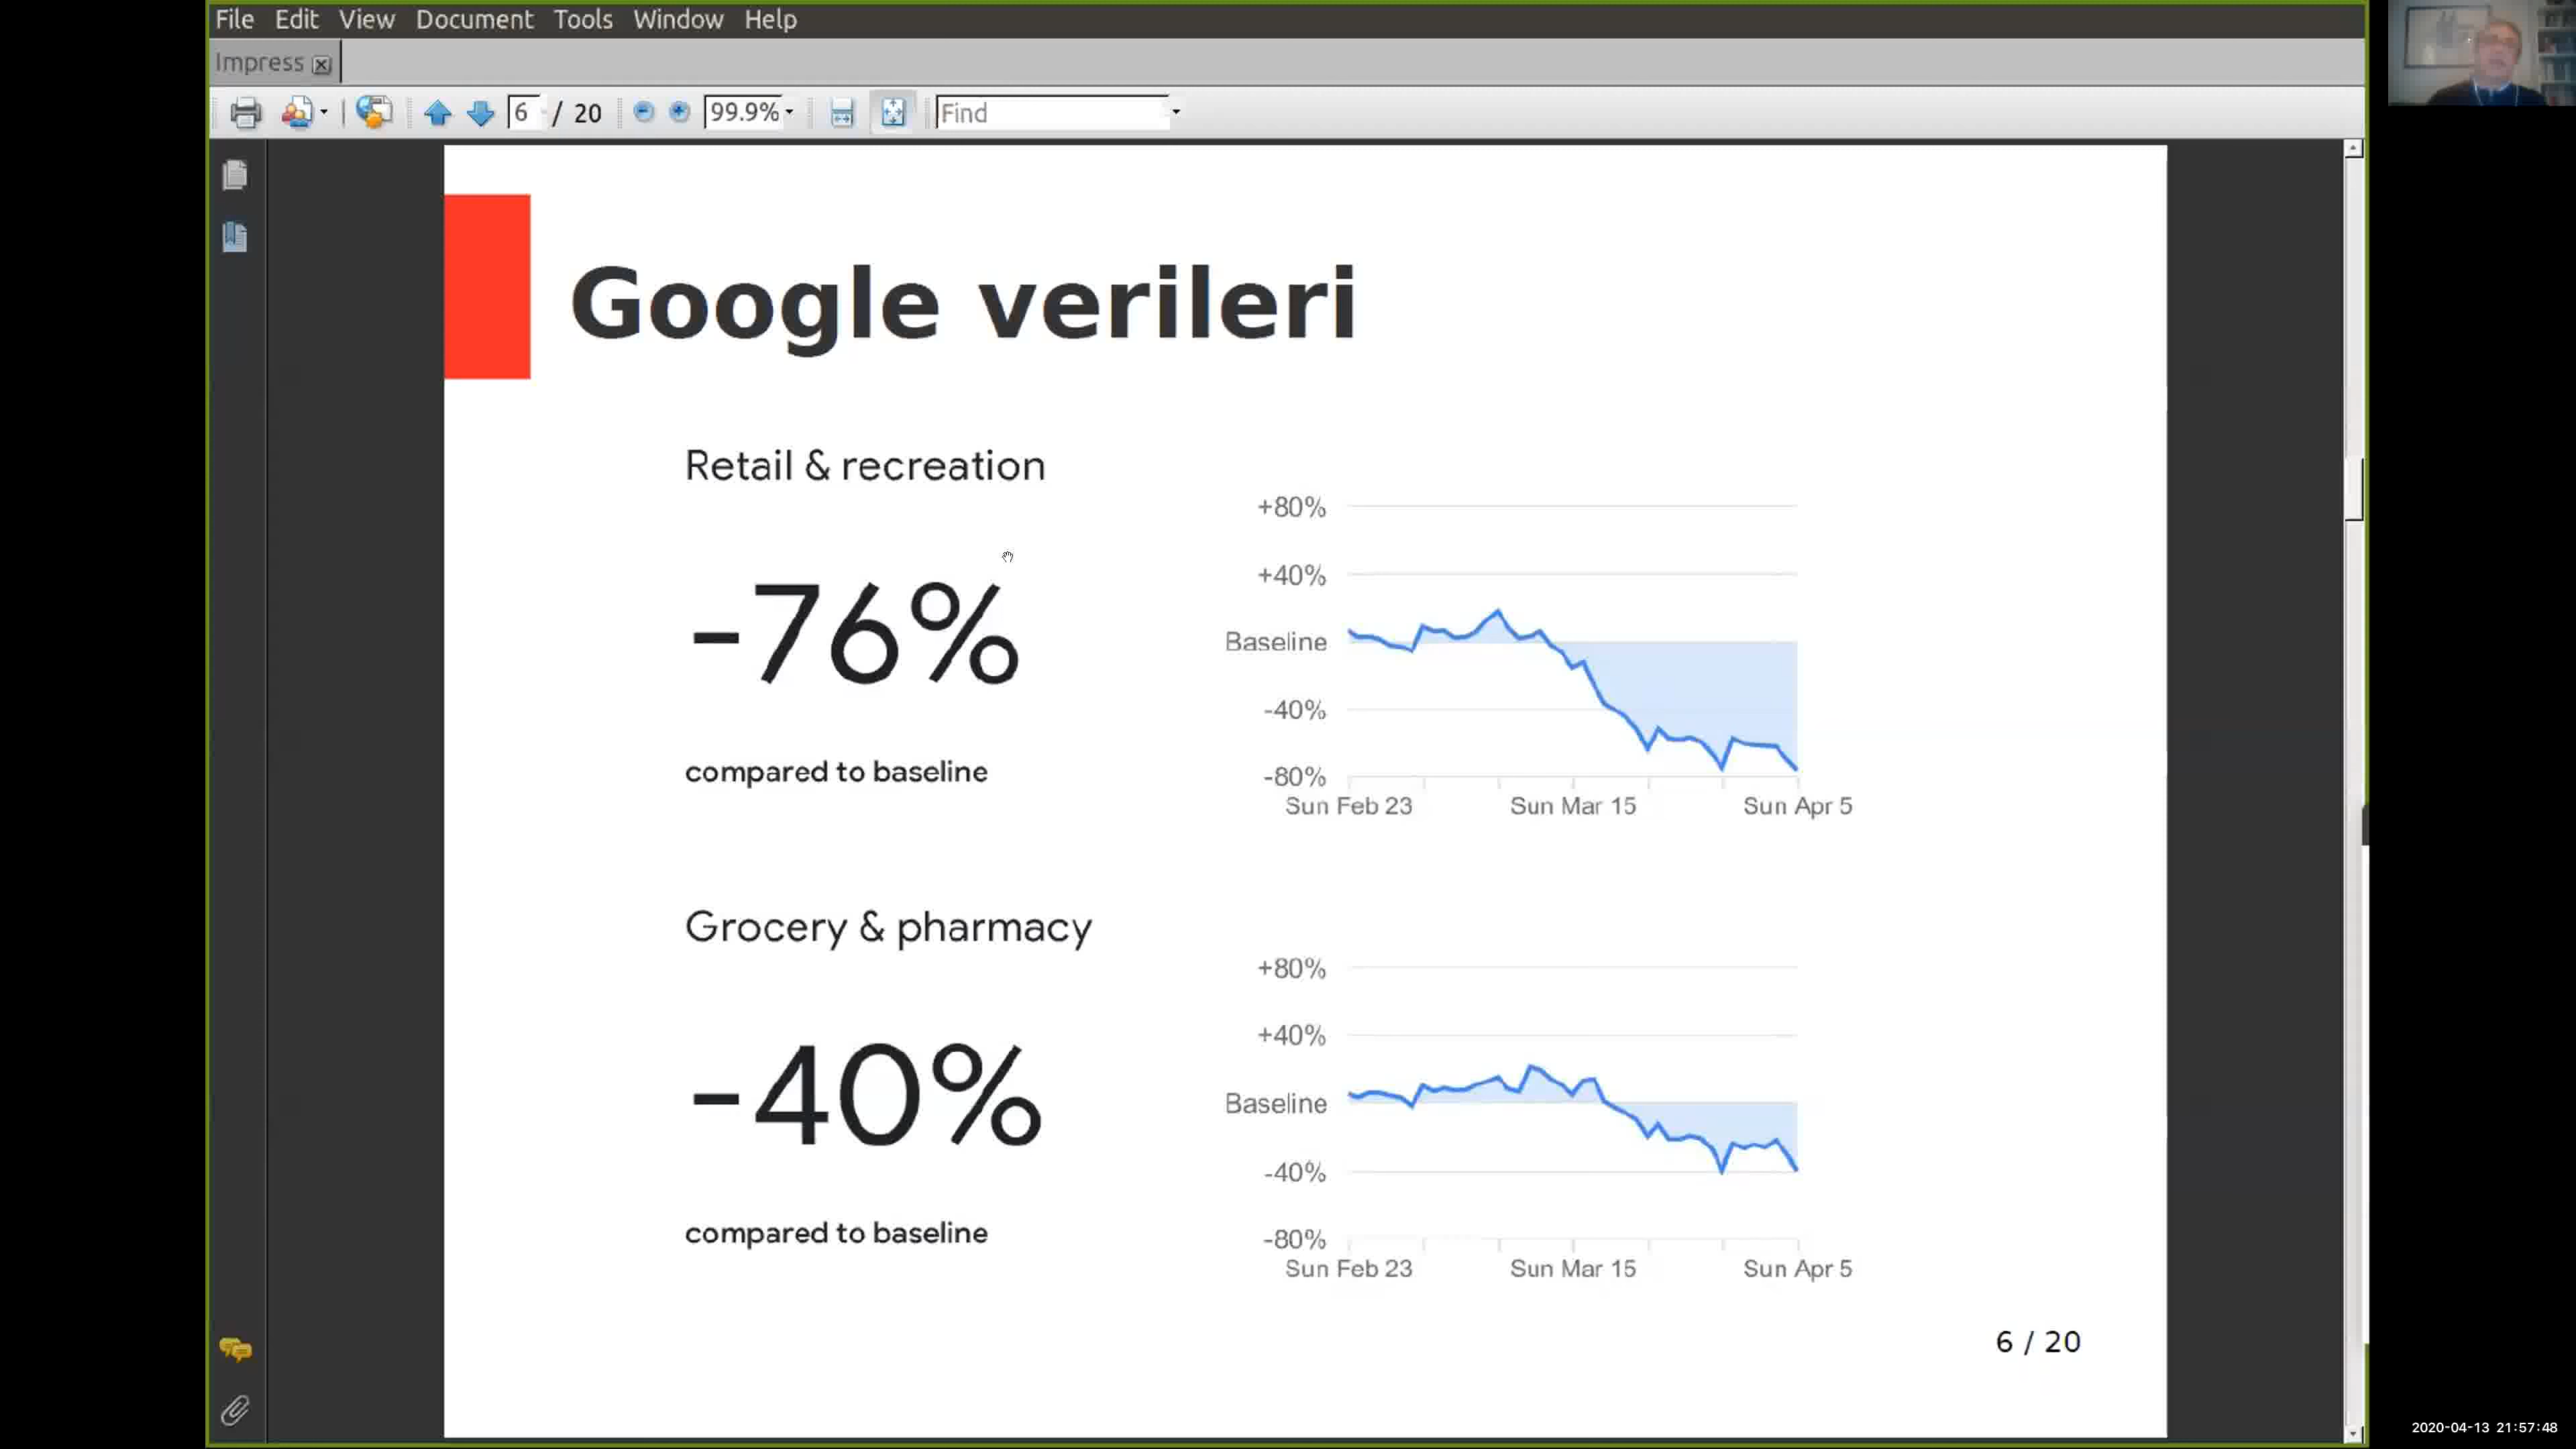 File Edit View Document Tools Window Help
Impress
6 / 20 99.9% Find
Google verileri
Retail & recreation
-76%
compared to baseline
+80%
+40%
Baseline
-40%
-80%
Sun Feb 23 Sun Mar 15 Sun Apr 5
Grocery & pharmacy
-40%
compared to baseline
+80%
+40%
Baseline
-40%
-80%
Sun Feb 23 Sun Mar 15 Sun Apr 5
6 / 20
2020-04-13 21:57:48